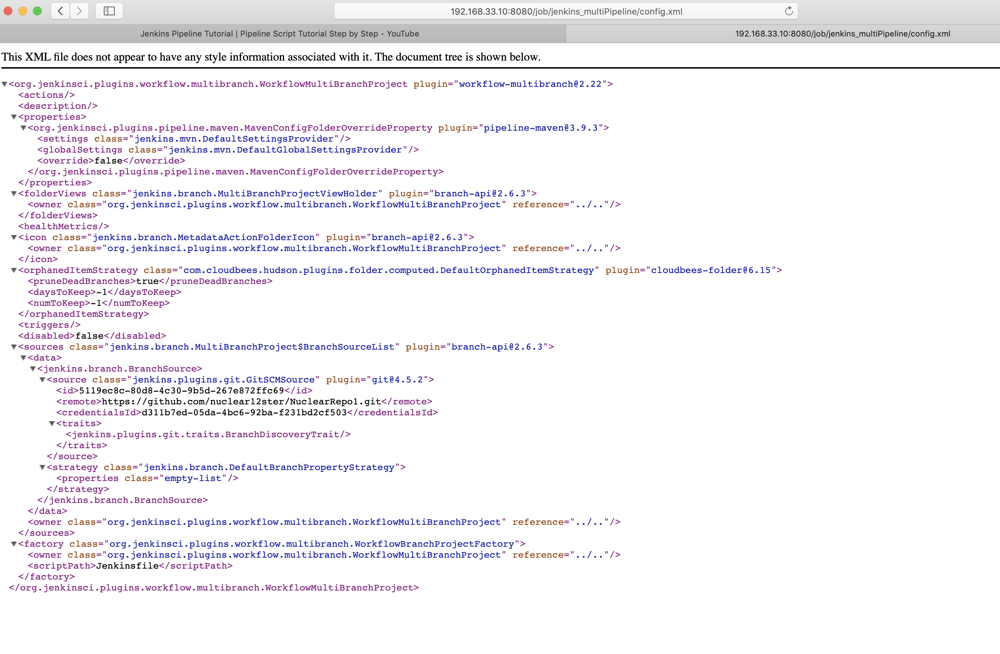 192.168.33.10:8080/job/jenkins_multiPipeline/config.xml
Jenkins Pipeline Tutorial | Pipeline Script Tutorial Step by Step - YouTube
192.168.33.10:8080/job/jenkins_multiPipeline/config.xml
This XML file does not appear to have any style information associated with it. The document tree is shown below.
<org.jenkinsci.plugins.workflow.multibranch.WorkflowMultiBranchProject plugin="workflow-multibranch@2.22">
<actions/>
<description/>
<properties>
<org.jenkinsci.plugins.pipeline.maven.MavenConfigFolderOverrideProperty plugin="pipeline-maven@3.9.3">
<settings class="jenkins.mvn.DefaultSettingsProvider"/>
<globalSettings class="jenkins.mvn.DefaultGlobalSettingsProvider"/>
<override>false</override>
</org.jenkinsci.plugins.pipeline.maven.MavenConfigFolderOverrideProperty>
</properties>
<folderViews class="jenkins.branch.MultiBranchProjectViewHolder" plugin="branch-api@2.6.3">
<owner class="org.jenkinsci.plugins.workflow.multibranch.WorkflowMultiBranchProject" reference="../.."/>
</folderViews>
<healthMetrics/>
<icon class="jenkins.branch.MetadataActionFolderIcon" plugin="branch-api@2.6.3">
<owner class="org.jenkinsci.plugins.workflow.multibranch.WorkflowMultiBranchProject" reference="../.."/>
</icon>
<orphanedItemStrategy class="com.cloudbees.hudson.plugins.folder.computed.DefaultOrphanedItemStrategy" plugin="cloudbees-folder@6.15">
<pruneDeadBranches>true</pruneDeadBranches>
<daysToKeep>-1</daysToKeep>
<numToKeep>-1</numToKeep>
</orphanedItemStrategy>
<triggers/>
<disabled>false</disabled>
<sources class="jenkins.branch.MultiBranchProject$BranchSourceList" plugin="branch-api@2.6.3">
<data>
<jenkins.branch.BranchSource>
<source class="jenkins.plugins.git.GitSCMSource" plugin="git@4.5.2">
<id>5119ec8c-80d8-4c30-9b5d-267e872ffc69</id>
<remote>https://github.com/nuclear12ster/NuclearRepo1.git</remote>
<credentialsId>d311b7ed-05da-4bc6-92ba-f231bd2cf503</credentialsId>
<traits>
<jenkins.plugins.git.traits.BranchDiscoveryTrait/>
</traits>
</source>
<strategy class="jenkins.branch.DefaultBranchPropertyStrategy">
<properties class="empty-list"/>
</strategy>
</jenkins.branch.BranchSource>
</data>
<owner class="org.jenkinsci.plugins.workflow.multibranch.WorkflowMultiBranchProject" reference="../.."/>
</sources>
<factory class="org.jenkinsci.plugins.workflow.multibranch.WorkflowBranchProjectFactory">
<owner class="org.jenkinsci.plugins.workflow.multibranch.WorkflowMultiBranchProject" reference="../.."/>
<scriptPath>Jenkinsfile</scriptPath>
</factory>
</org.jenkinsci.plugins.workflow.multibranch.WorkflowMultiBranchProject>